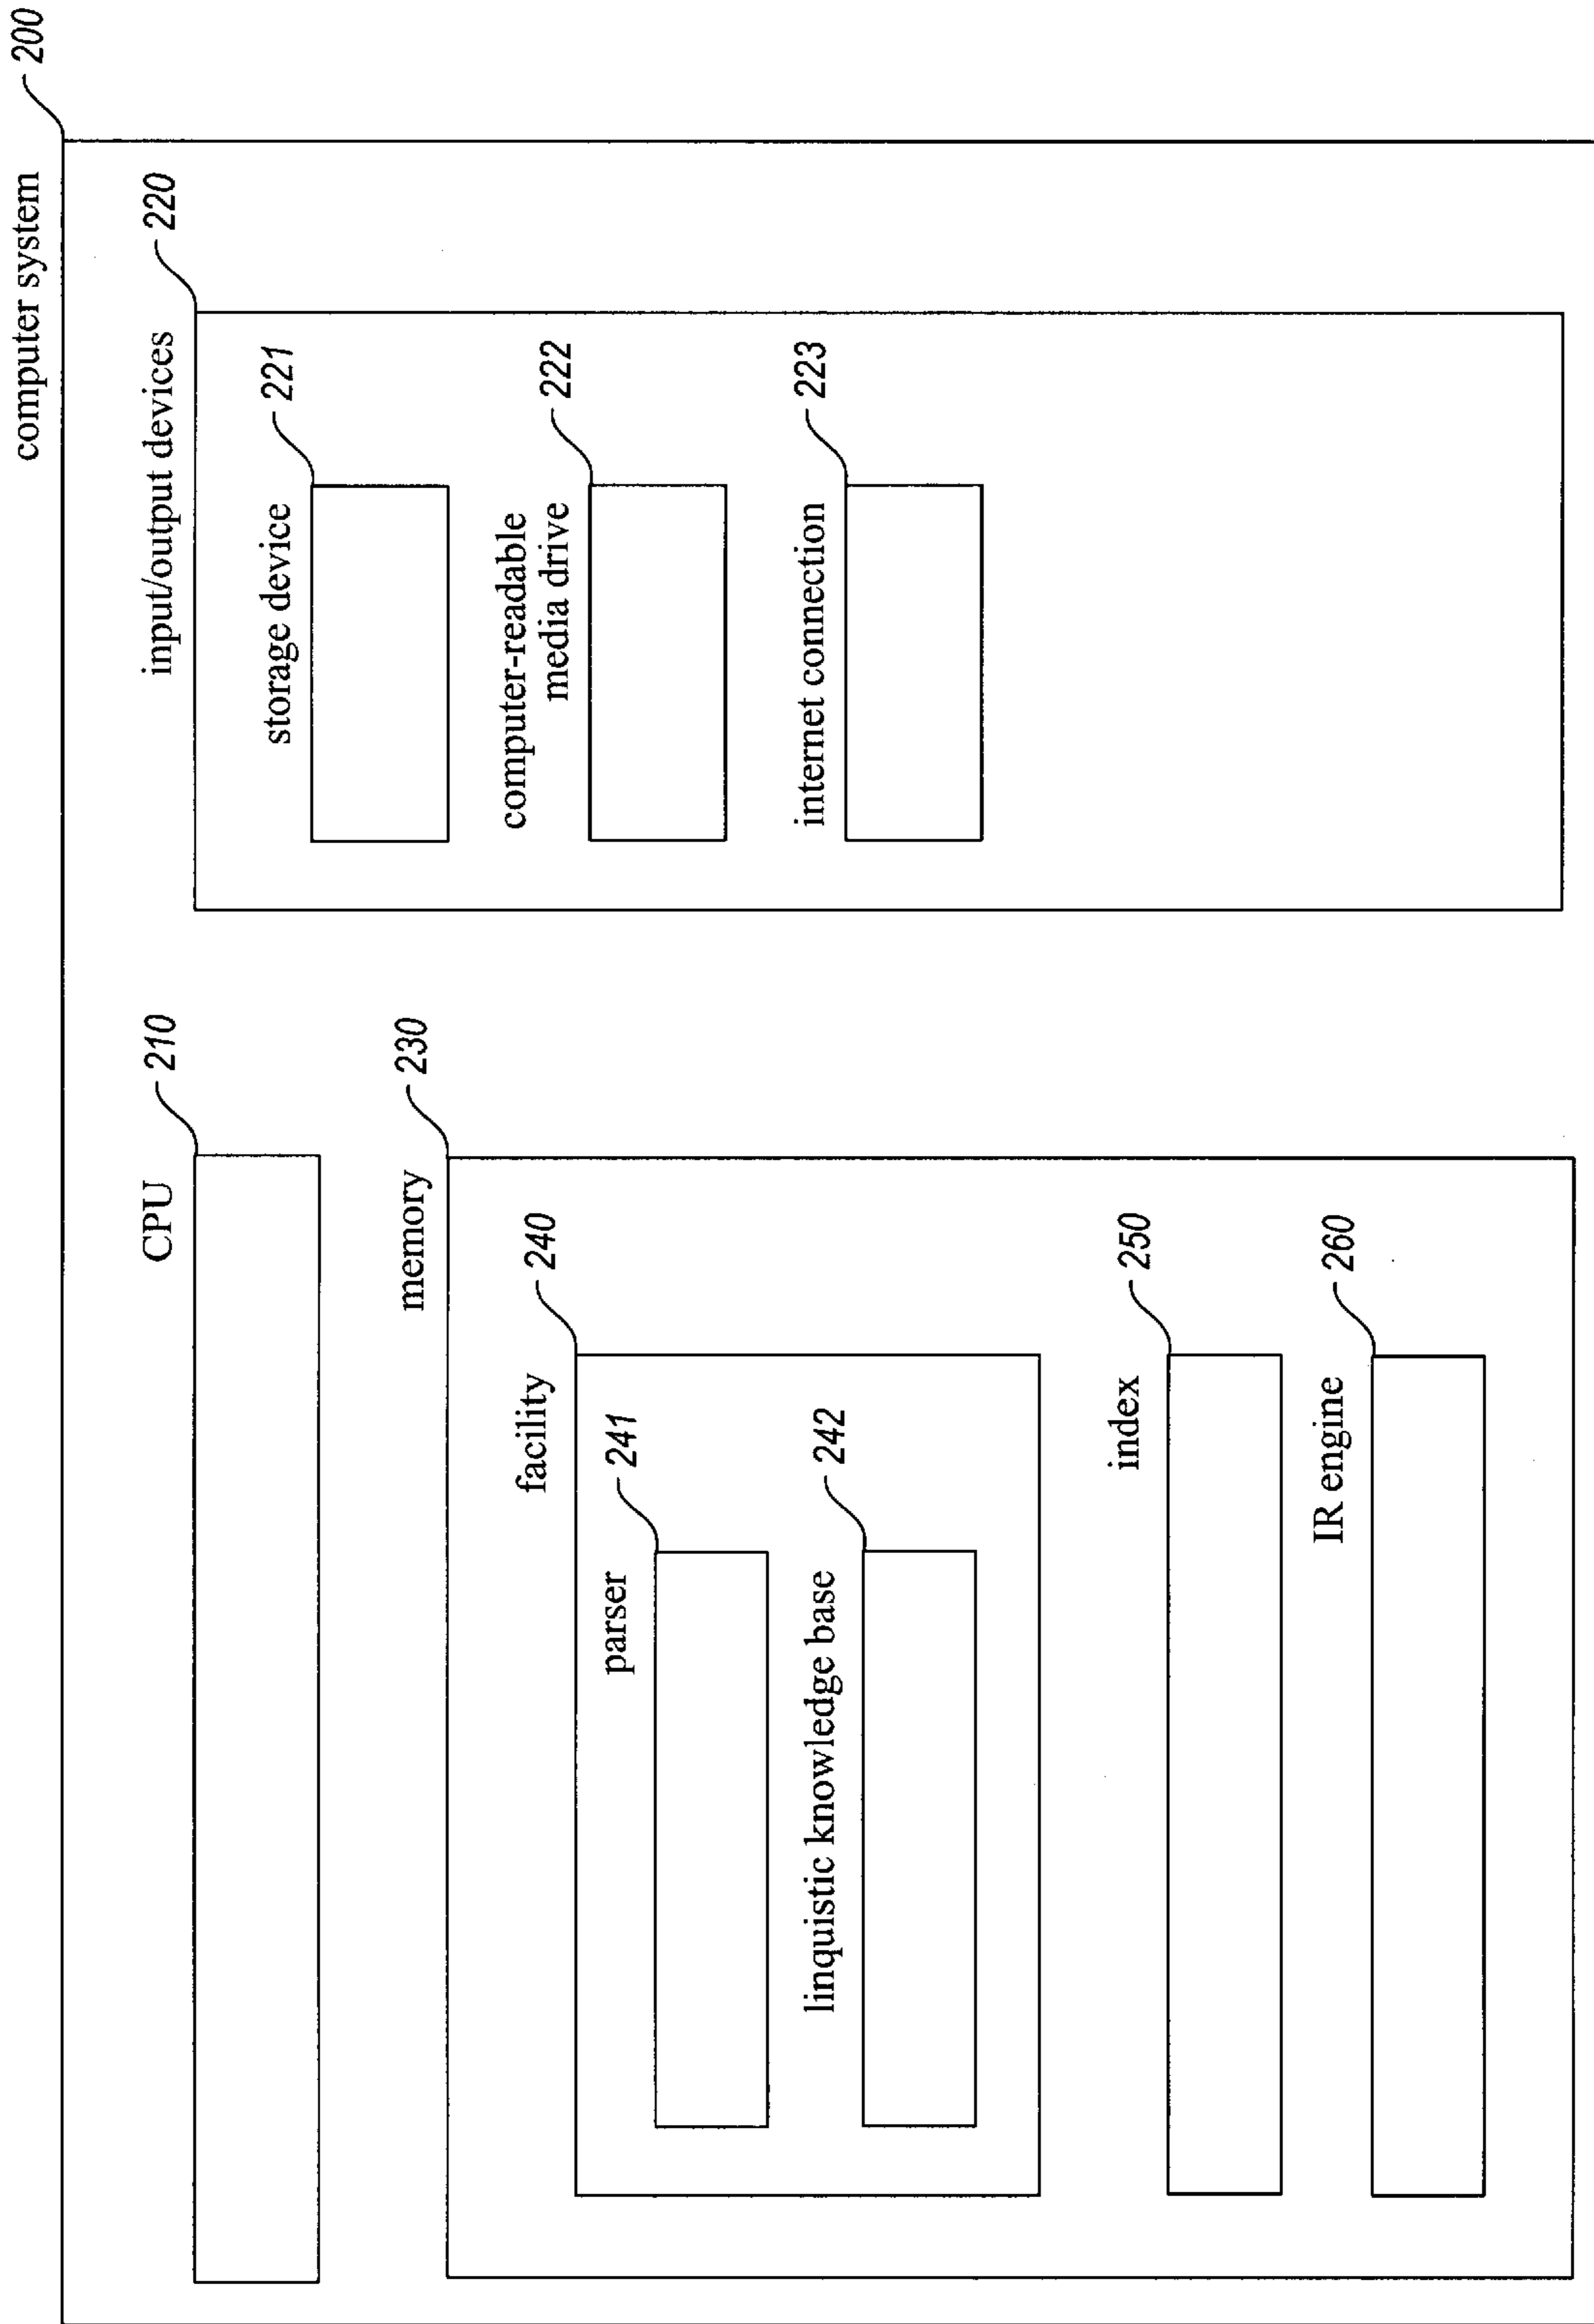 computer system 200
CPU 210
input/output devices 220
storage device 221
computer-readable
media drive 222
internet connection 223
memory 230
facility 240
parser 241
linquistic knowledge base 242
index 250
IR engine 260